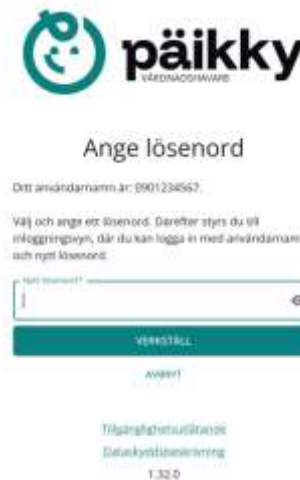 päikky
VÅRDNADSHAVARE
Ange lösenord
Ditt användarnamn är: 0901234567.
Välj och ange ett lösenord. Därefter styrs du till
inloggningsvyn, där du kan logga in med användarnamn
och nytt lösenord.
Nytt lösenord *
VERKSTÄLL
AVBRYT
Tillgänglighetsutlåtande
Dataskyddsbeskrivning
1.32.0